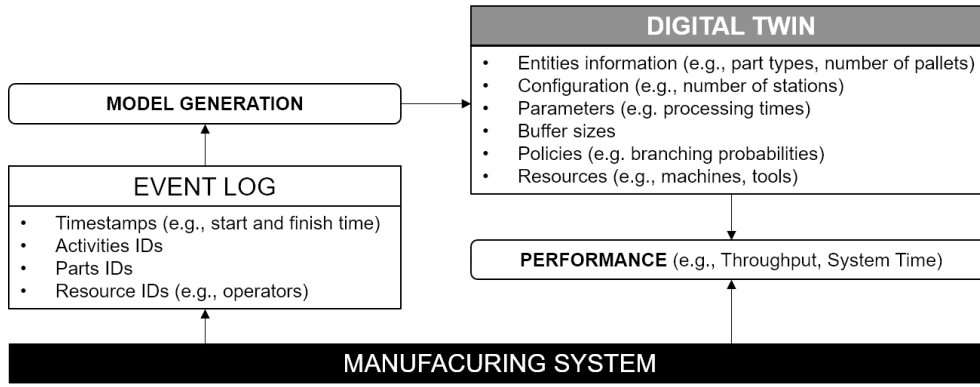 DIGITAL TWIN
• Entities information (e.g., part types, number of pallets)
• Configuration (e.g., number of stations)
• Parameters (e.g. processing times)
• Buffer sizes
• Policies (e.g. branching probabilities)
• Resources (e.g., machines, tools)
MODEL GENERATION
EVENT LOG
• Timestamps (e.g., start and finish time)
• Activities IDs
• Parts IDs
• Resource IDs (e.g., operators)
PERFORMANCE (e.g., Throughput, System Time)
MANUFACURING SYSTEM